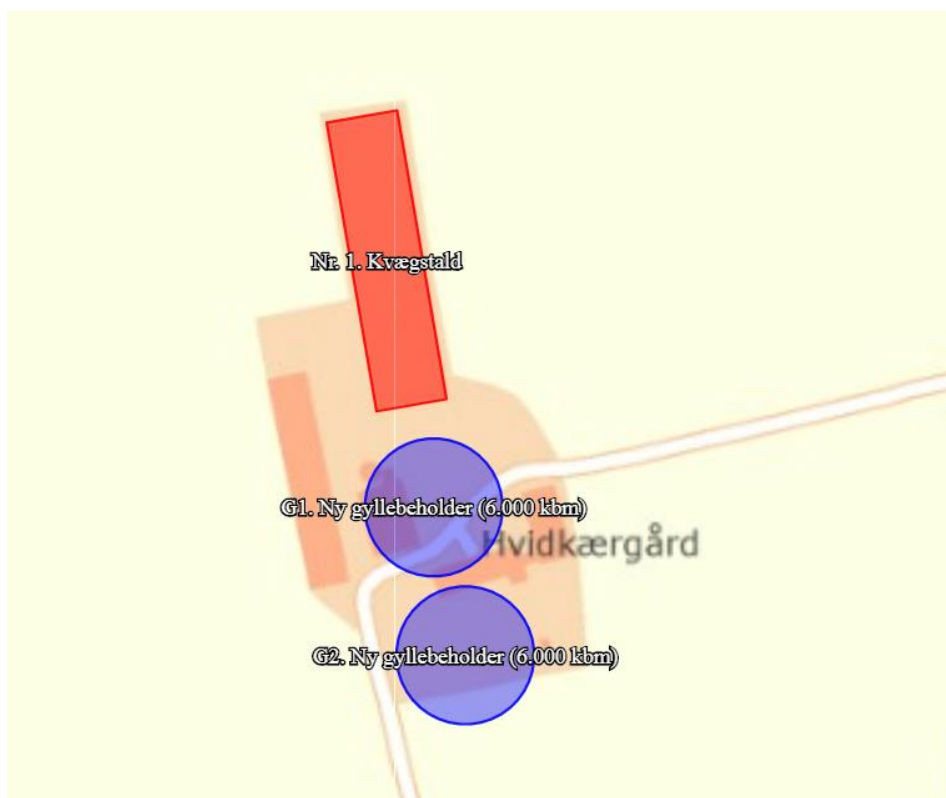 Nr. 1. Kvægstald
G1. Ny gyllebeholder (6.000 kbm)
Hvidkærgård
G2. Ny gyllebeholder (6.000 kbm)